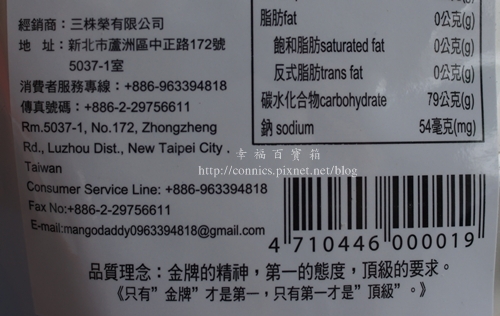 經銷商：三株榮有限公司
地 址：新北市蘆洲區中正路172號
5037-1室
消費者服務專線：+886-963394818
傳真號碼：+886-2-29756611
Rm.5037-1, No.172, Zhongzheng
Rd., Luzhou Dist., New Taipei City .
Taiwan
Consumer Service Line: +886-963394818
Fax No:+886-2-29756611
E-mail:mangodaddy0963394818@gmail.com
脂肪fat 0公克(g)
飽和脂肪saturated fat 0公克(g)
反式脂肪trans fat 0公克(g)
碳水化合物carbohydrate 79公克(g)
鈉 sodium 54毫克(mg)
幸福百寶箱
http://connics.pixnet.net/blog
4 710446 000019
品質理念：金牌的精神，第一的態度，頂級的要求。
《只有"金牌"才是第一，只有第一才是"頂級"。》